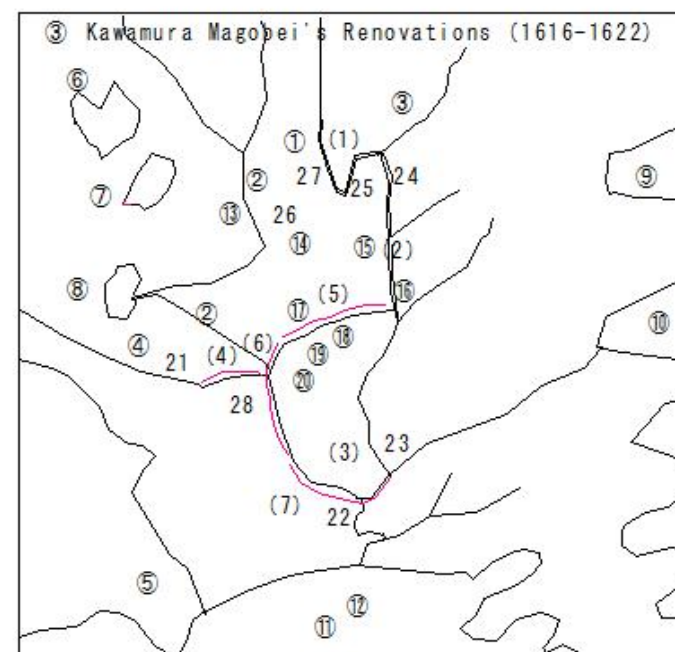 ③ Kawamura Magobei's Renovations (1616-1622)
⑥
③
① (1)
② 27 25 24
⑨
⑦
⑬ 26
⑭ ⑮ (2)
⑧
⑯
② ⑰ (5)
⑩
④ (6) ⑱
21 (4) ⑲
28 ⑳
(3) 23
(7) 22
⑤
⑫
⑪